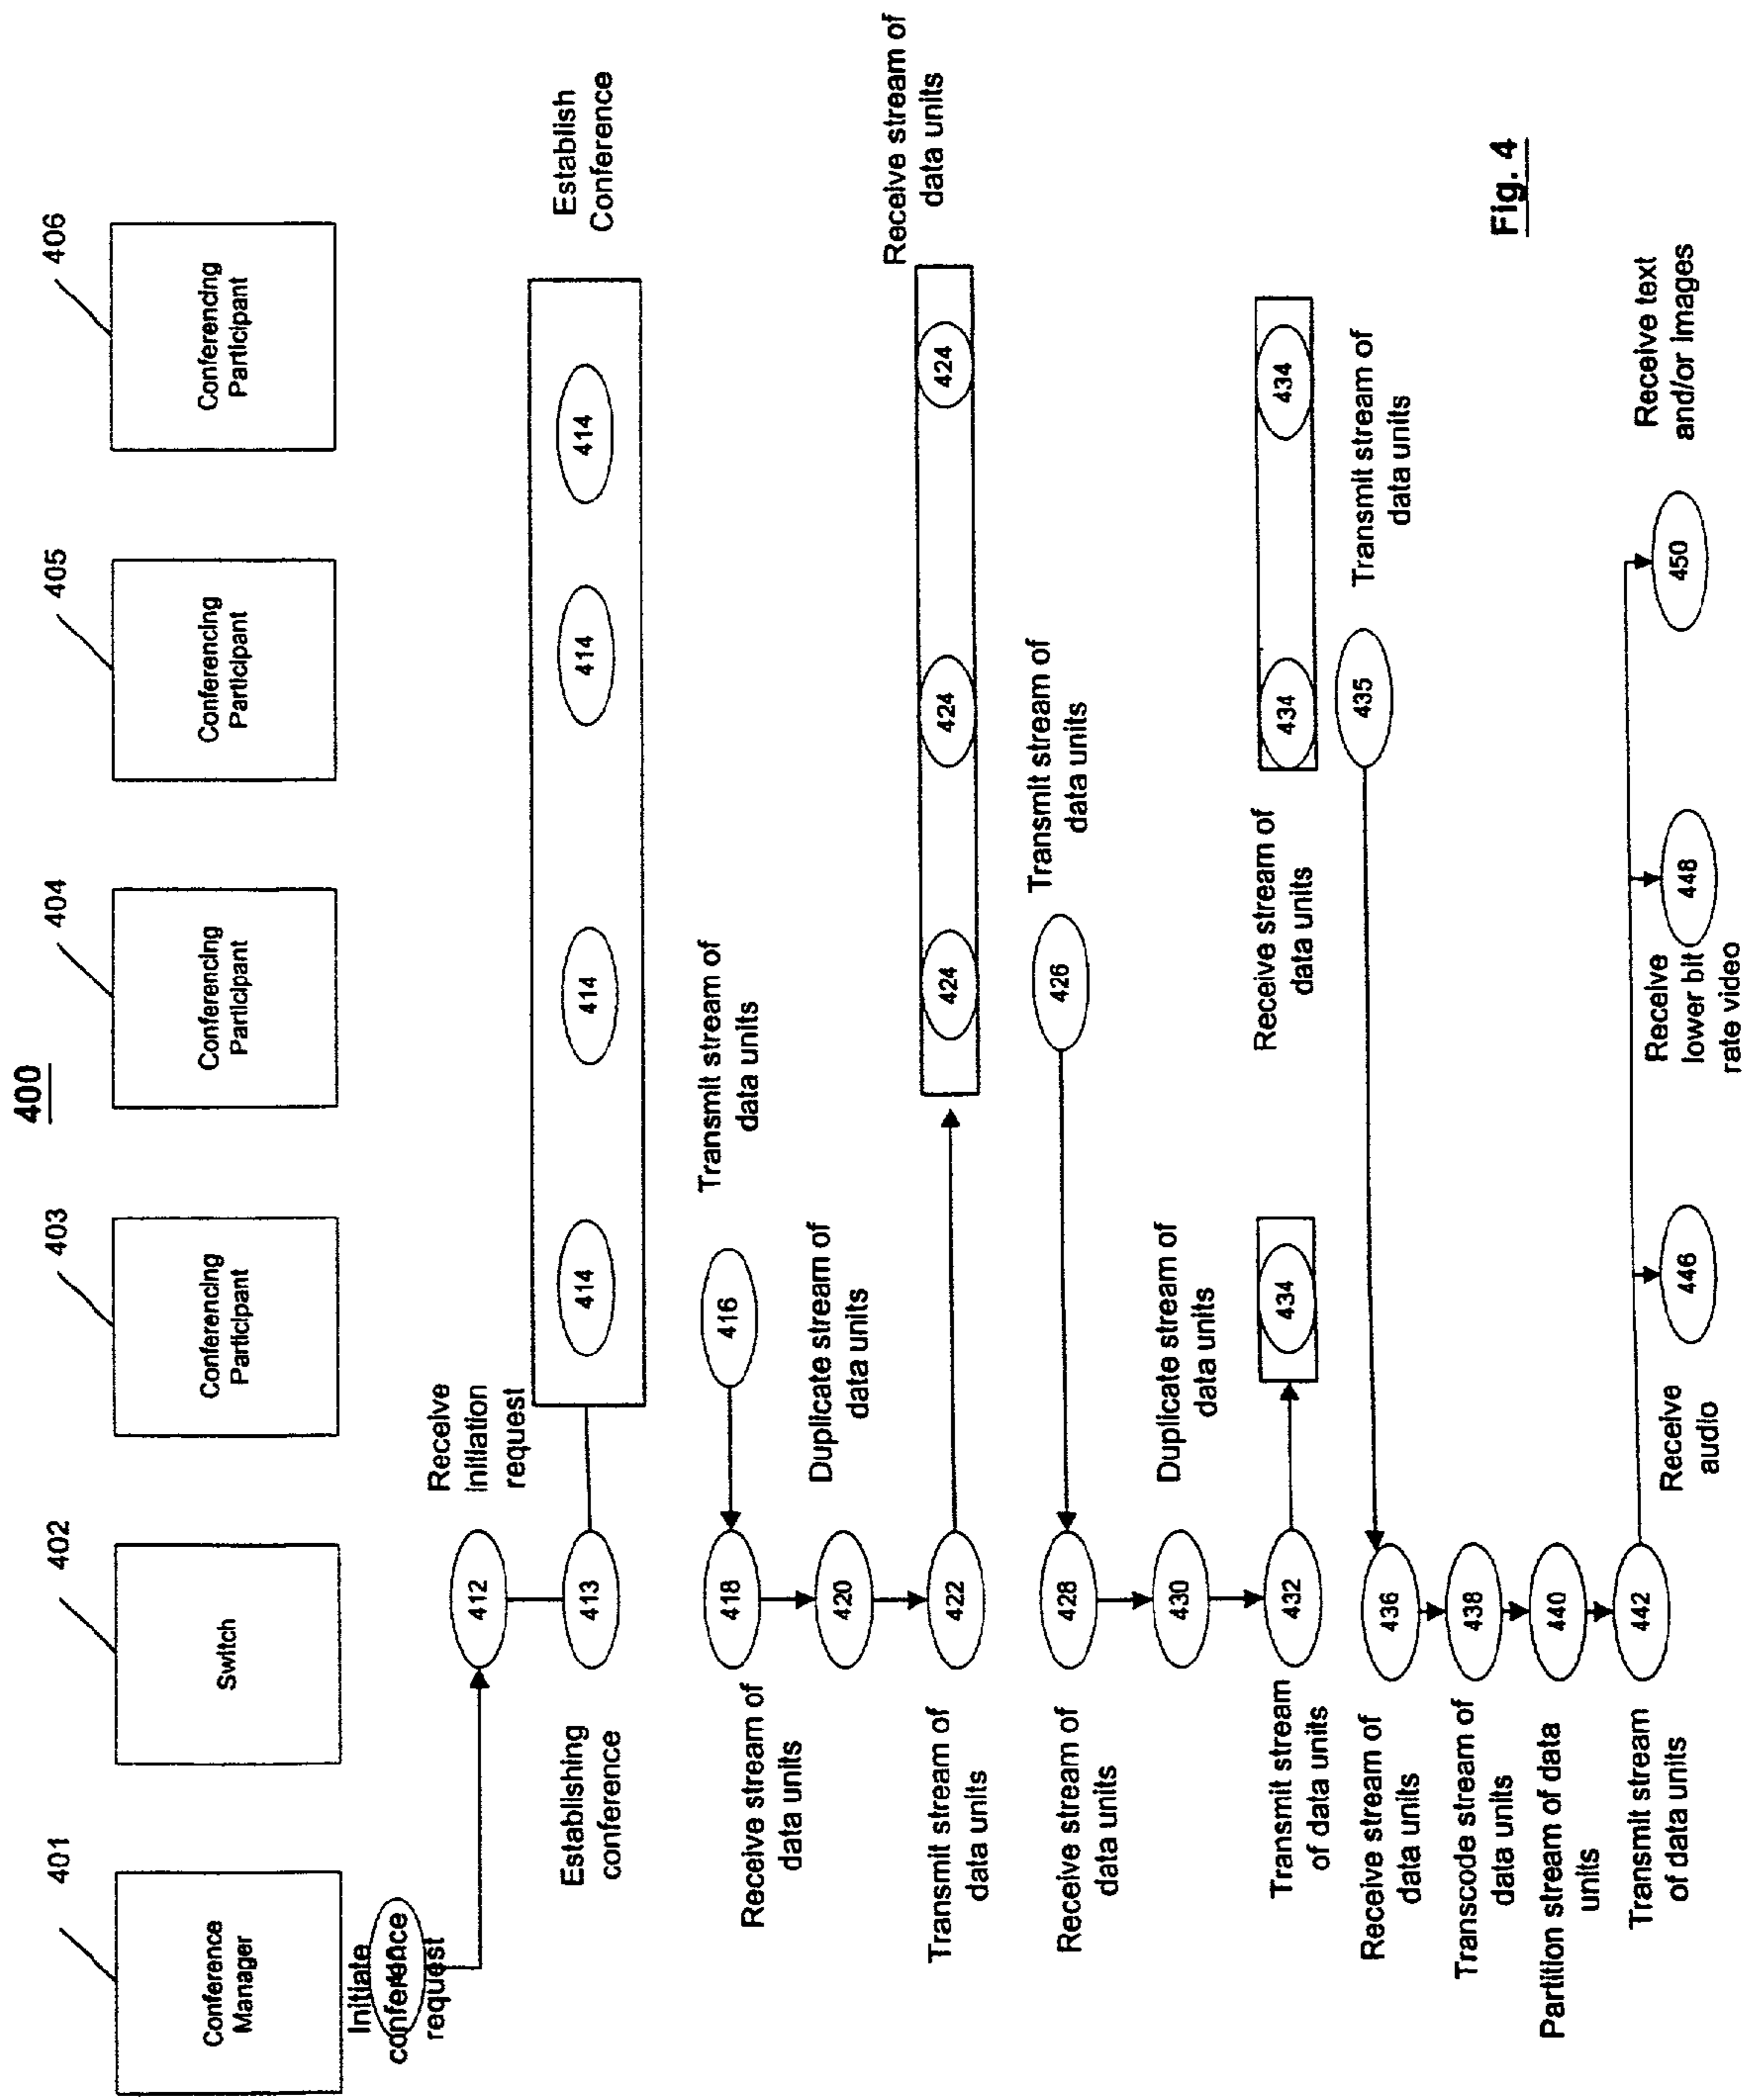 400
401
402
403
404
405
406
Conference
Manager
Switch
Conferencing
Participant
Conferencing
Participant
Conferencing
Participant
Conferencing
Participant
Initiate
conference
request
412
Receive
initiation
request
Establishing
conference
413
414
414
414
414
Establish
Conference
416
Transmit stream of
data units
Receive stream of
data units
418
420
Duplicate stream of
data units
Transmit stream of
data units
422
424
424
424
Receive stream of
data units
426
Transmit stream of
data units
Receive stream of
data units
428
430
Duplicate stream of
data units
Transmit stream
of data units
432
434
Receive stream of
data units
434
434
435
Transmit stream of
data units
Receive stream of
data units
436
Transcode stream of
data units
438
Partition stream of data
units
440
Transmit stream
of data units
442
Receive
audio
446
Receive
lower bit
rate video
448
450
Receive text
and/or images
Fig. 4